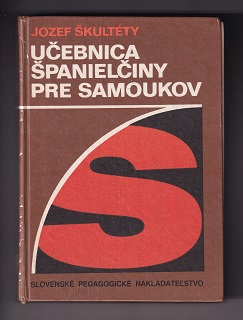 JOZEF ŠKULTÉTY
UČEBNICA
ŠPANIELČINY
PRE SAMOUKOV
S
SLOVENSKÉ PEDAGOGICKÉ NAKLADATEĽSTVO